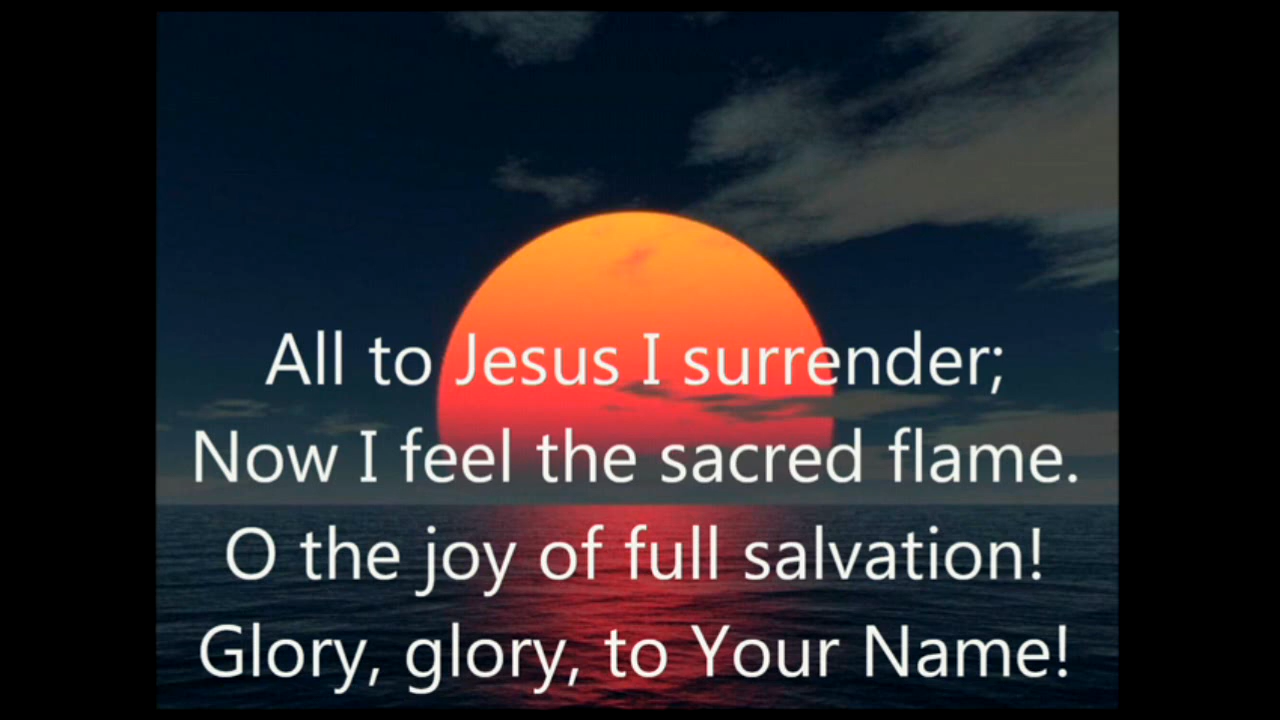 All to Jesus I surrender;
Now I feel the sacred flame.
O the joy of full salvation!
Glory, glory, to Your Name!